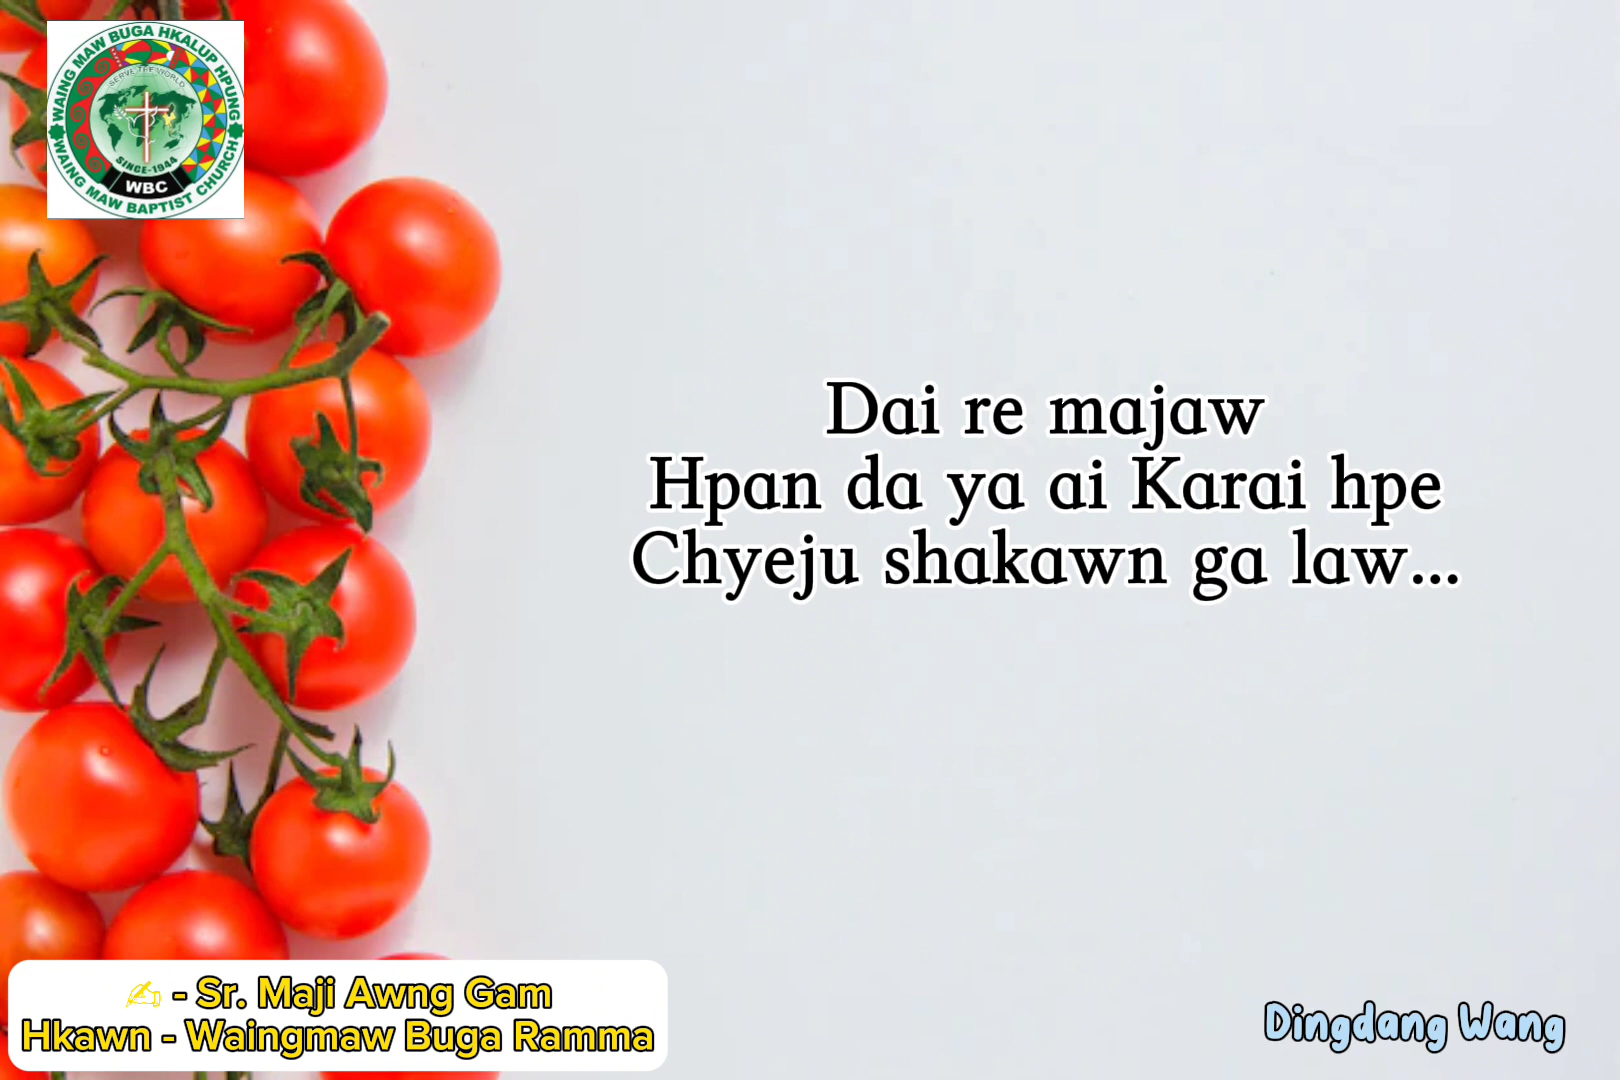 WAING MAW BUGA HKALUP HPUNG
SERVE THE WORLD
SINCE-1944
WBC
WAING MAW BAPTIST CHURCH
Dai re majaw
Hpan da ya ai Karai hpe
Chyeju shakawn ga law...
✍ - Sr. Maji Awng Gam
Hkawn - Waingmaw Buga Ramma
Dingdang Wang